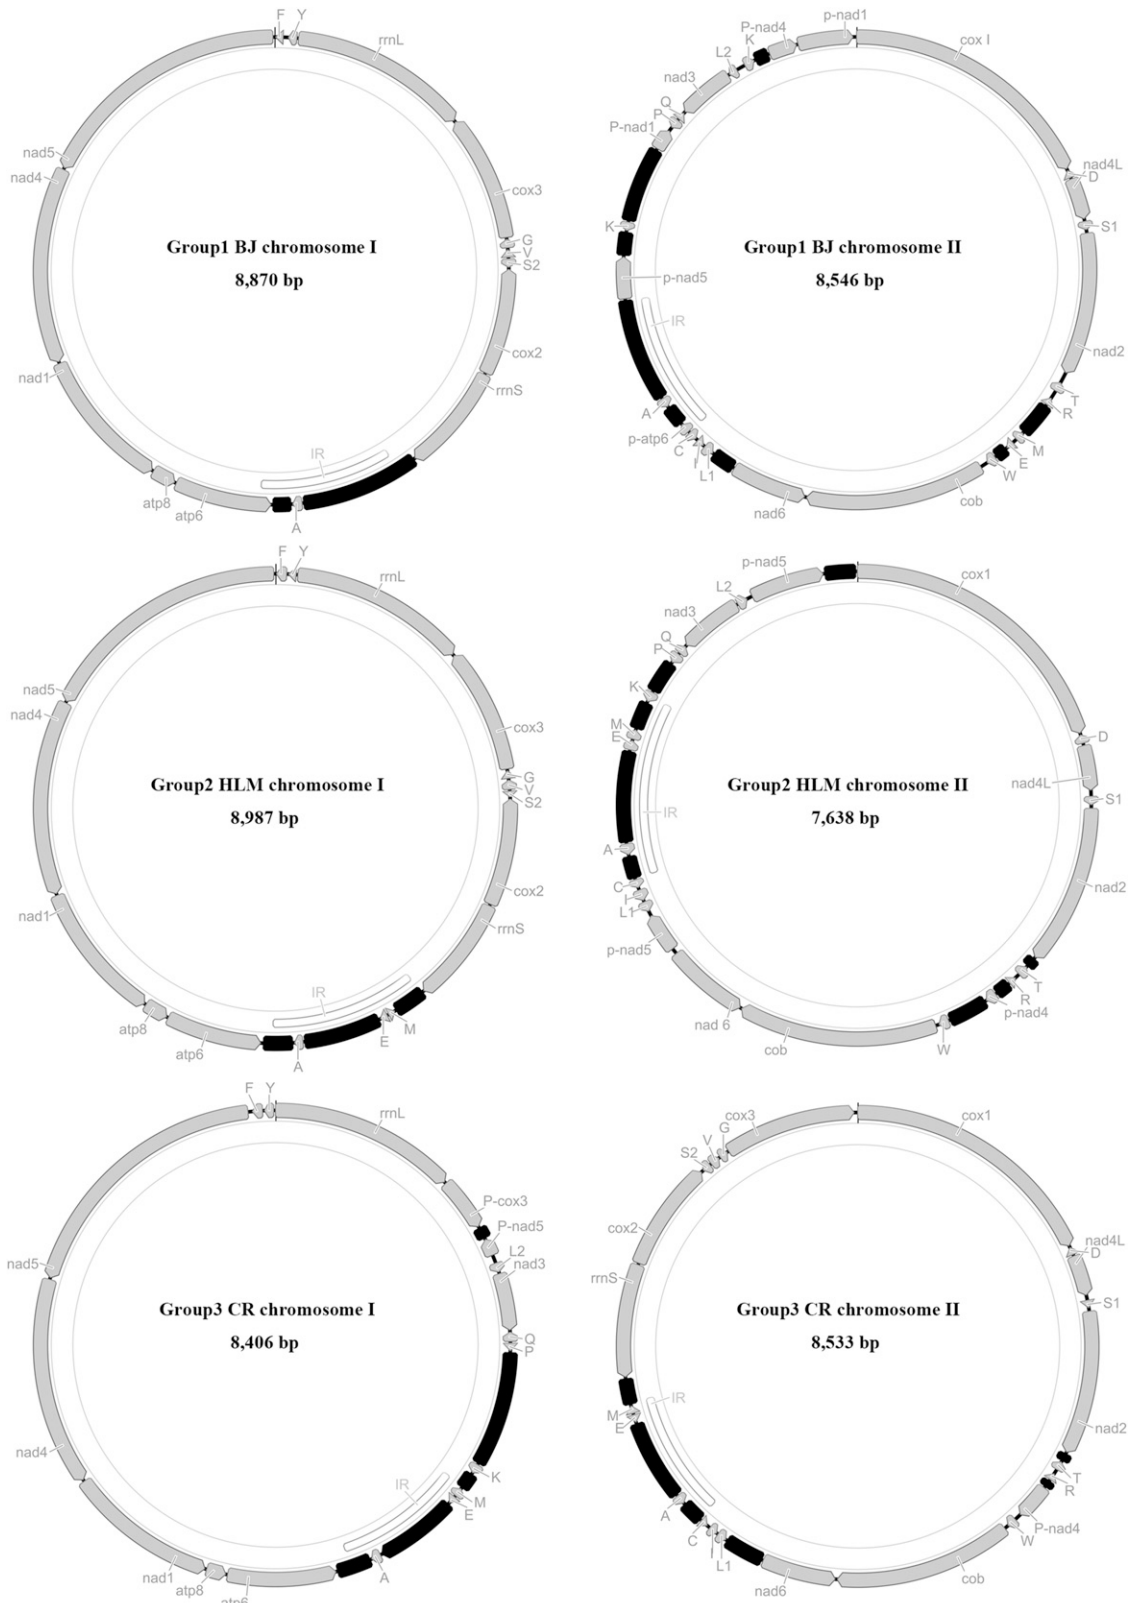 F
Y
rrnL
cox3
G
V
S2
cox2
rrnS
IR
A
atp6
atp8
nad1
nad4
nad5
Group1 BJ chromosome I
8,870 bp
p-nad1
cox I
nad4L
D
S1
nad2
T
R
M
E
W
cob
nad6
L1
I
C
p-atp6
A
IR
p-nad5
K
P-nad1
P
Q
nad3
L2
K
P-nad4
Group1 BJ chromosome II
8,546 bp
F
Y
rrnL
cox3
G
V
S2
cox2
rrnS
IR
M
E
A
atp6
atp8
nad1
nad4
nad5
Group2 HLM chromosome I
8,987 bp
p-nad5
cox1
D
nad4L
S1
nad2
T
R
p-nad4
W
cob
nad 6
p-nad5
L1
I
C
A
IR
E
M
K
P
Q
nad3
L2
Group2 HLM chromosome II
7,638 bp
F
Y
rrnL
P-cox3
P-nad5
L2
nad3
Q
P
K
M
E
IR
A
atp6
atp8
nad1
nad4
nad5
Group3 CR chromosome I
8,406 bp
cox3
cox1
nad4L
D
S1
nad2
T
R
P-nad4
W
cob
nad6
L1
I
C
A
IR
E
M
rrnS
cox2
S2
V
G
Group3 CR chromosome II
8,533 bp